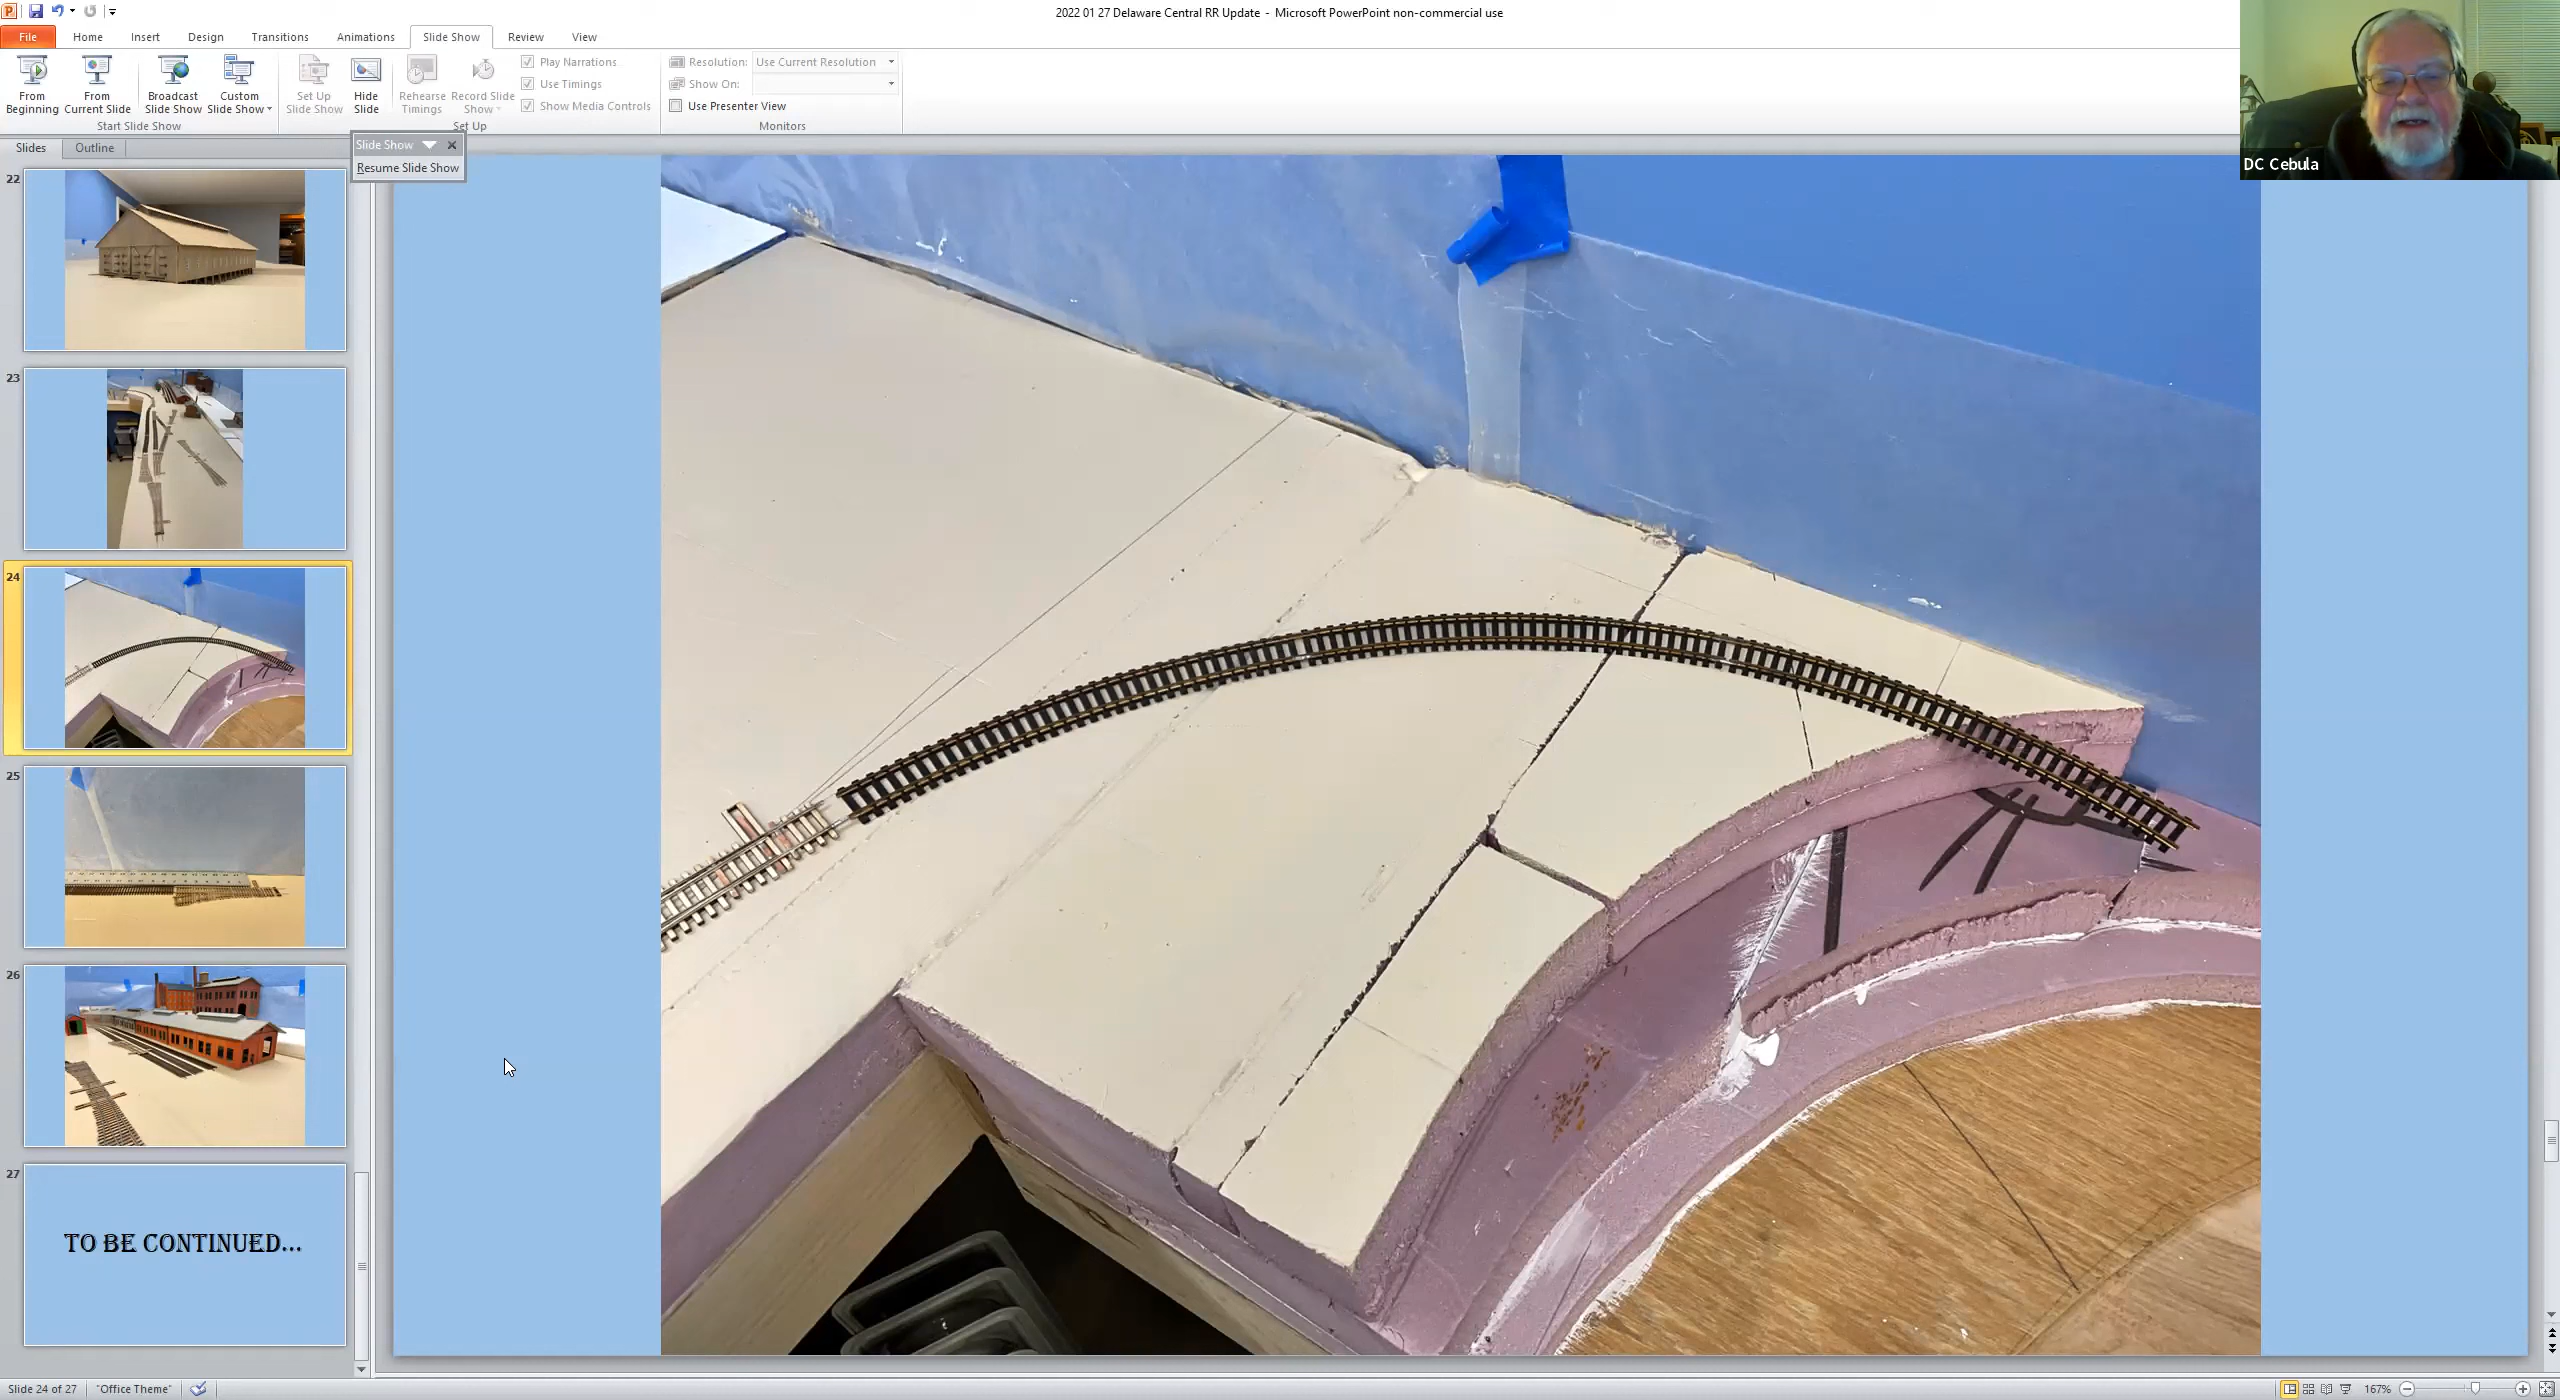 2022 01 27 Delaware Central RR Update - Microsoft PowerPoint non-commercial use
File Home Insert Design Transitions Animations Slide Show Review View
From Beginning
From Current Slide
Broadcast Slide Show
Custom Slide Show
Start Slide Show
Set Up Slide Show
Hide Slide
Rehearse Timings
Record Slide Show
Play Narrations
Use Timings
Show Media Controls
Set Up
Resolution: Use Current Resolution
Show On:
Use Presenter View
Monitors
DC Cebula
Slides Outline
Slide Show
Resume Slide Show
22
23
24
25
26
27
TO BE CONTINUED...
Slide 24 of 27 "Office Theme" 167%